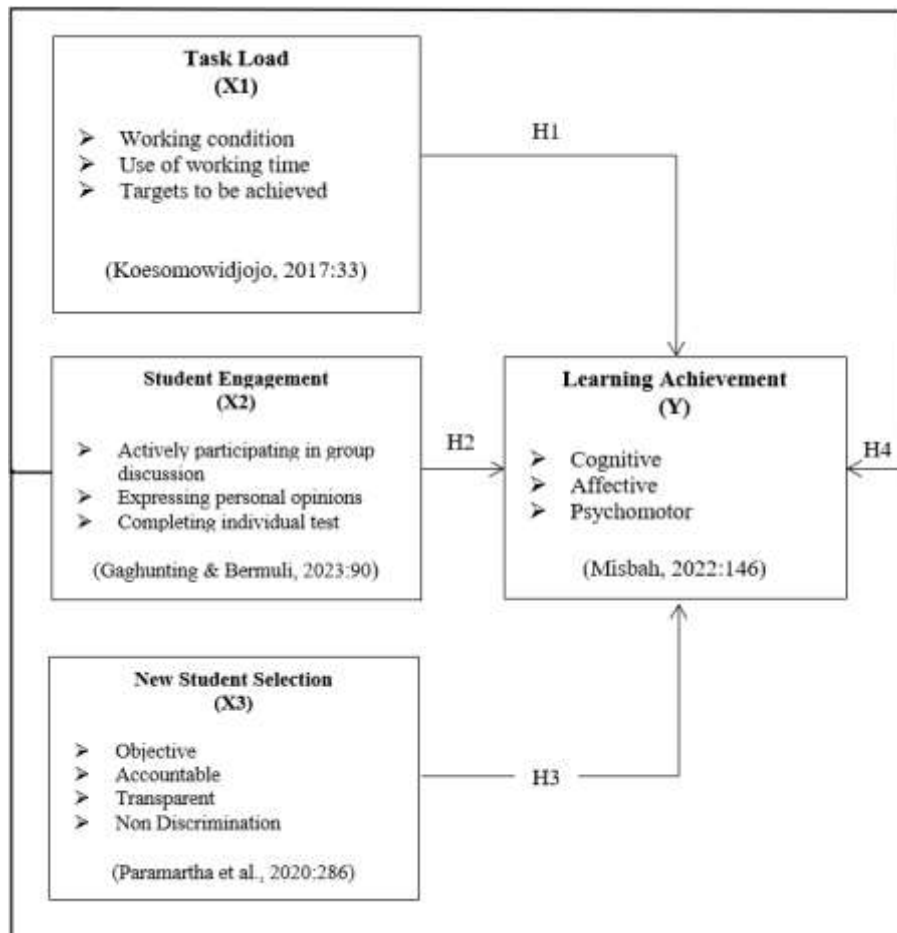 Task Load
(X1)
➢ Working condition
➢ Use of working time
➢ Targets to be achieved
(Koesomowidjojo, 2017:33)
H1
Student Engagement
(X2)
➢ Actively participating in group
discussion
➢ Expressing personal opinions
➢ Completing individual test
(Gaghunting & Bermuli, 2023:90)
H2
Learning Achievement
(Y)
➢ Cognitive
➢ Affective
➢ Psychomotor
(Misbah, 2022:146)
H4
New Student Selection
(X3)
➢ Objective
➢ Accountable
➢ Transparent
➢ Non Discrimination
(Paramartha et al., 2020:286)
H3